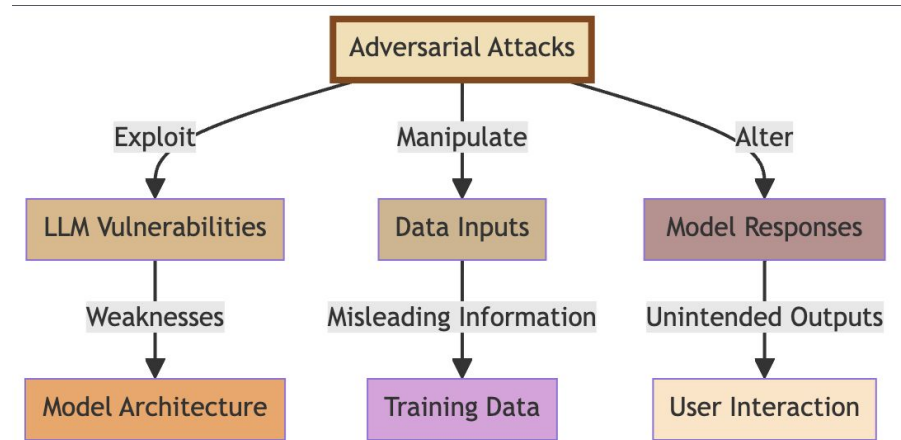 Adversarial Attacks
Exploit
Manipulate
Alter
LLM Vulnerabilities
Data Inputs
Model Responses
Weaknesses
Misleading Information
Unintended Outputs
Model Architecture
Training Data
User Interaction